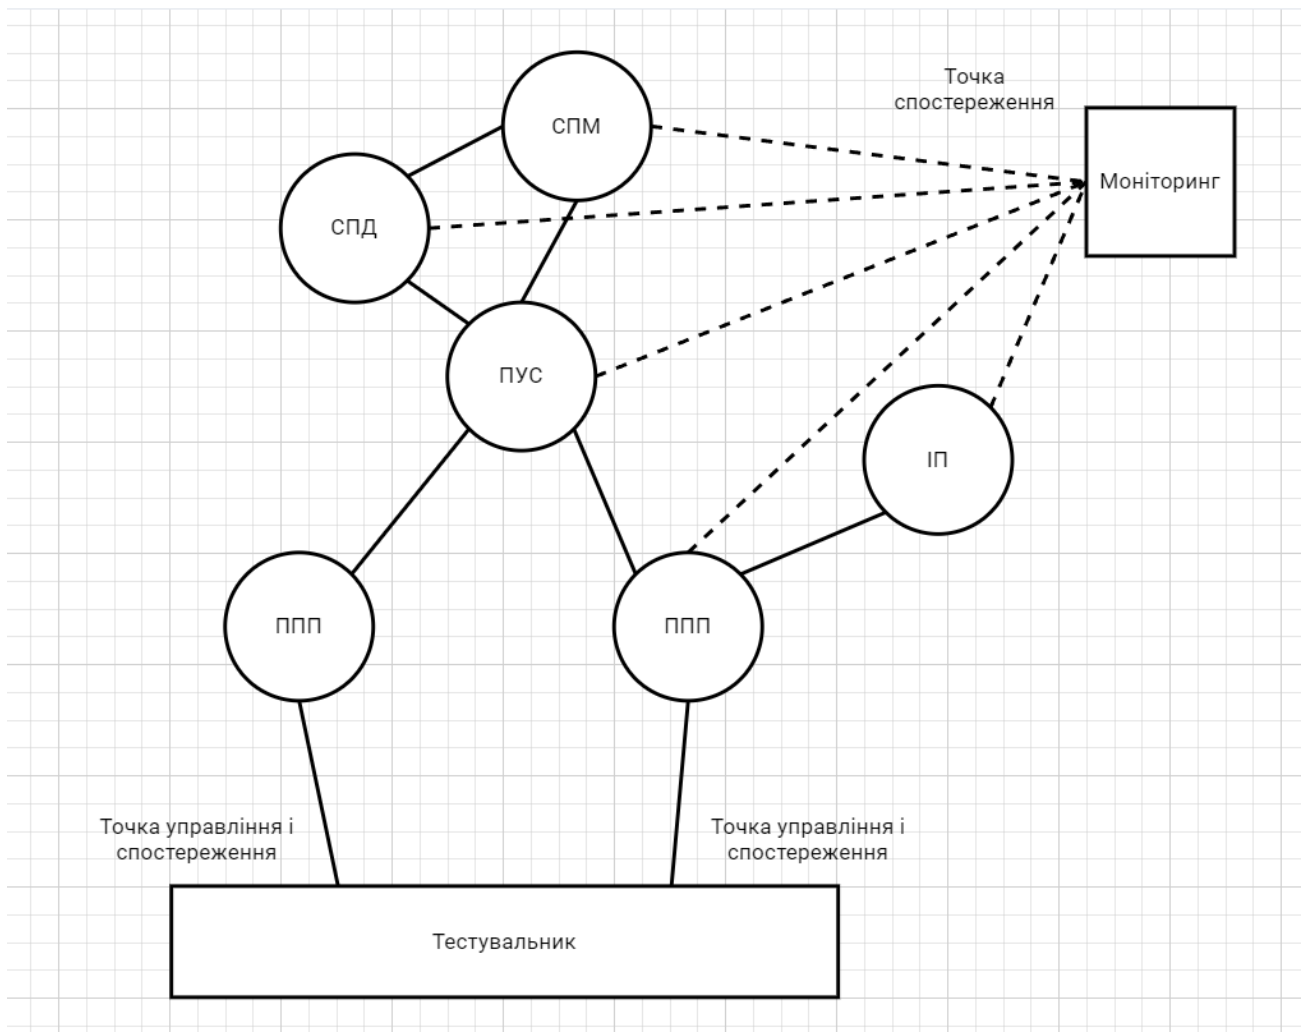 Точка
спостереження
СПМ
Моніторинг
СПД
ПУС
ІП
ППП
ППП
Точка управління і
спостереження
Точка управління і
спостереження
Тестувальник